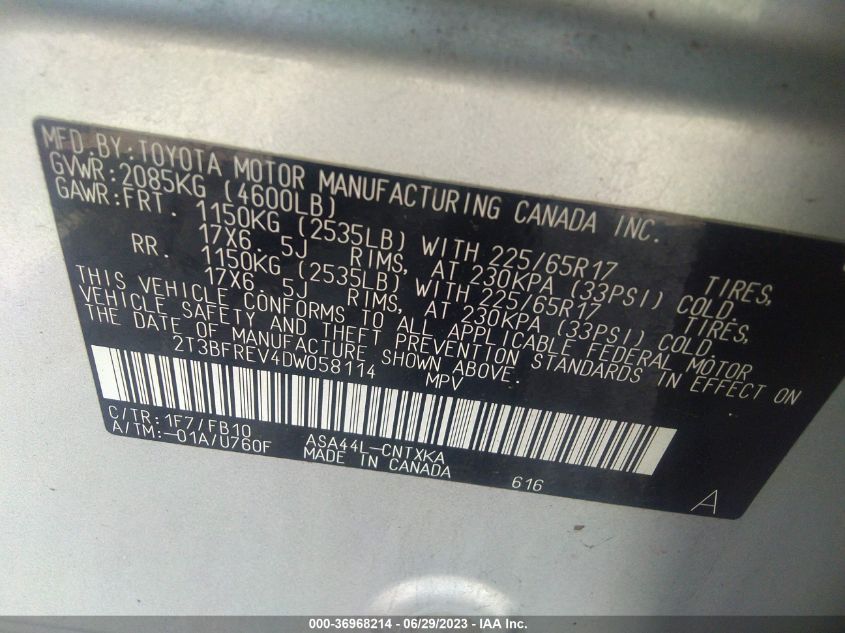 MFD.BY:TOYOTA MOTOR MANUFACTURING CANADA INC.
GVWR:2085KG (4600LB)
GAWR:FRT. 1150KG (2535LB) WITH 225/65R17 TIRES,
17X6. 5J RIMS, AT 230KPA (33PSI) COLD.
RR. 1150KG (2535LB) WITH 225/65R17 TIRES,
17X6. 5J RIMS, AT 230KPA (33PSI) COLD.
THIS VEHICLE CONFORMS TO ALL APPLICABLE FEDERAL MOTOR
VEHICLE SAFETY AND THEFT PREVENTION STANDARDS IN EFFECT ON
THE DATE OF MANUFACTURE SHOWN ABOVE.
2T3BFREV4DW058114 MPV
C/TR:1F7/FB10 ASA44L-CNTXKA
A/TM:-01A/U760F MADE IN CANADA
616 A
000-36968214 - 06/29/2023 - IAA Inc.